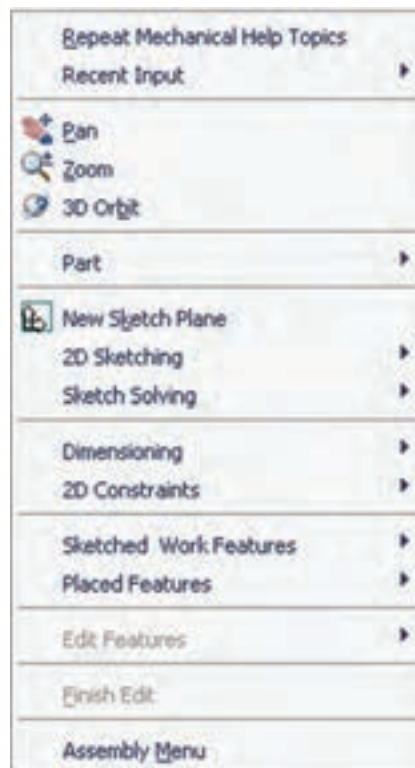 Repeat Mechanical Help Topics
Recent Input
Pan
Zoom
3D Orbit
Part
New Sketch Plane
2D Sketching
Sketch Solving
Dimensioning
2D Constraints
Sketched Work Features
Placed Features
Edit Features
Finish Edit
Assembly Menu